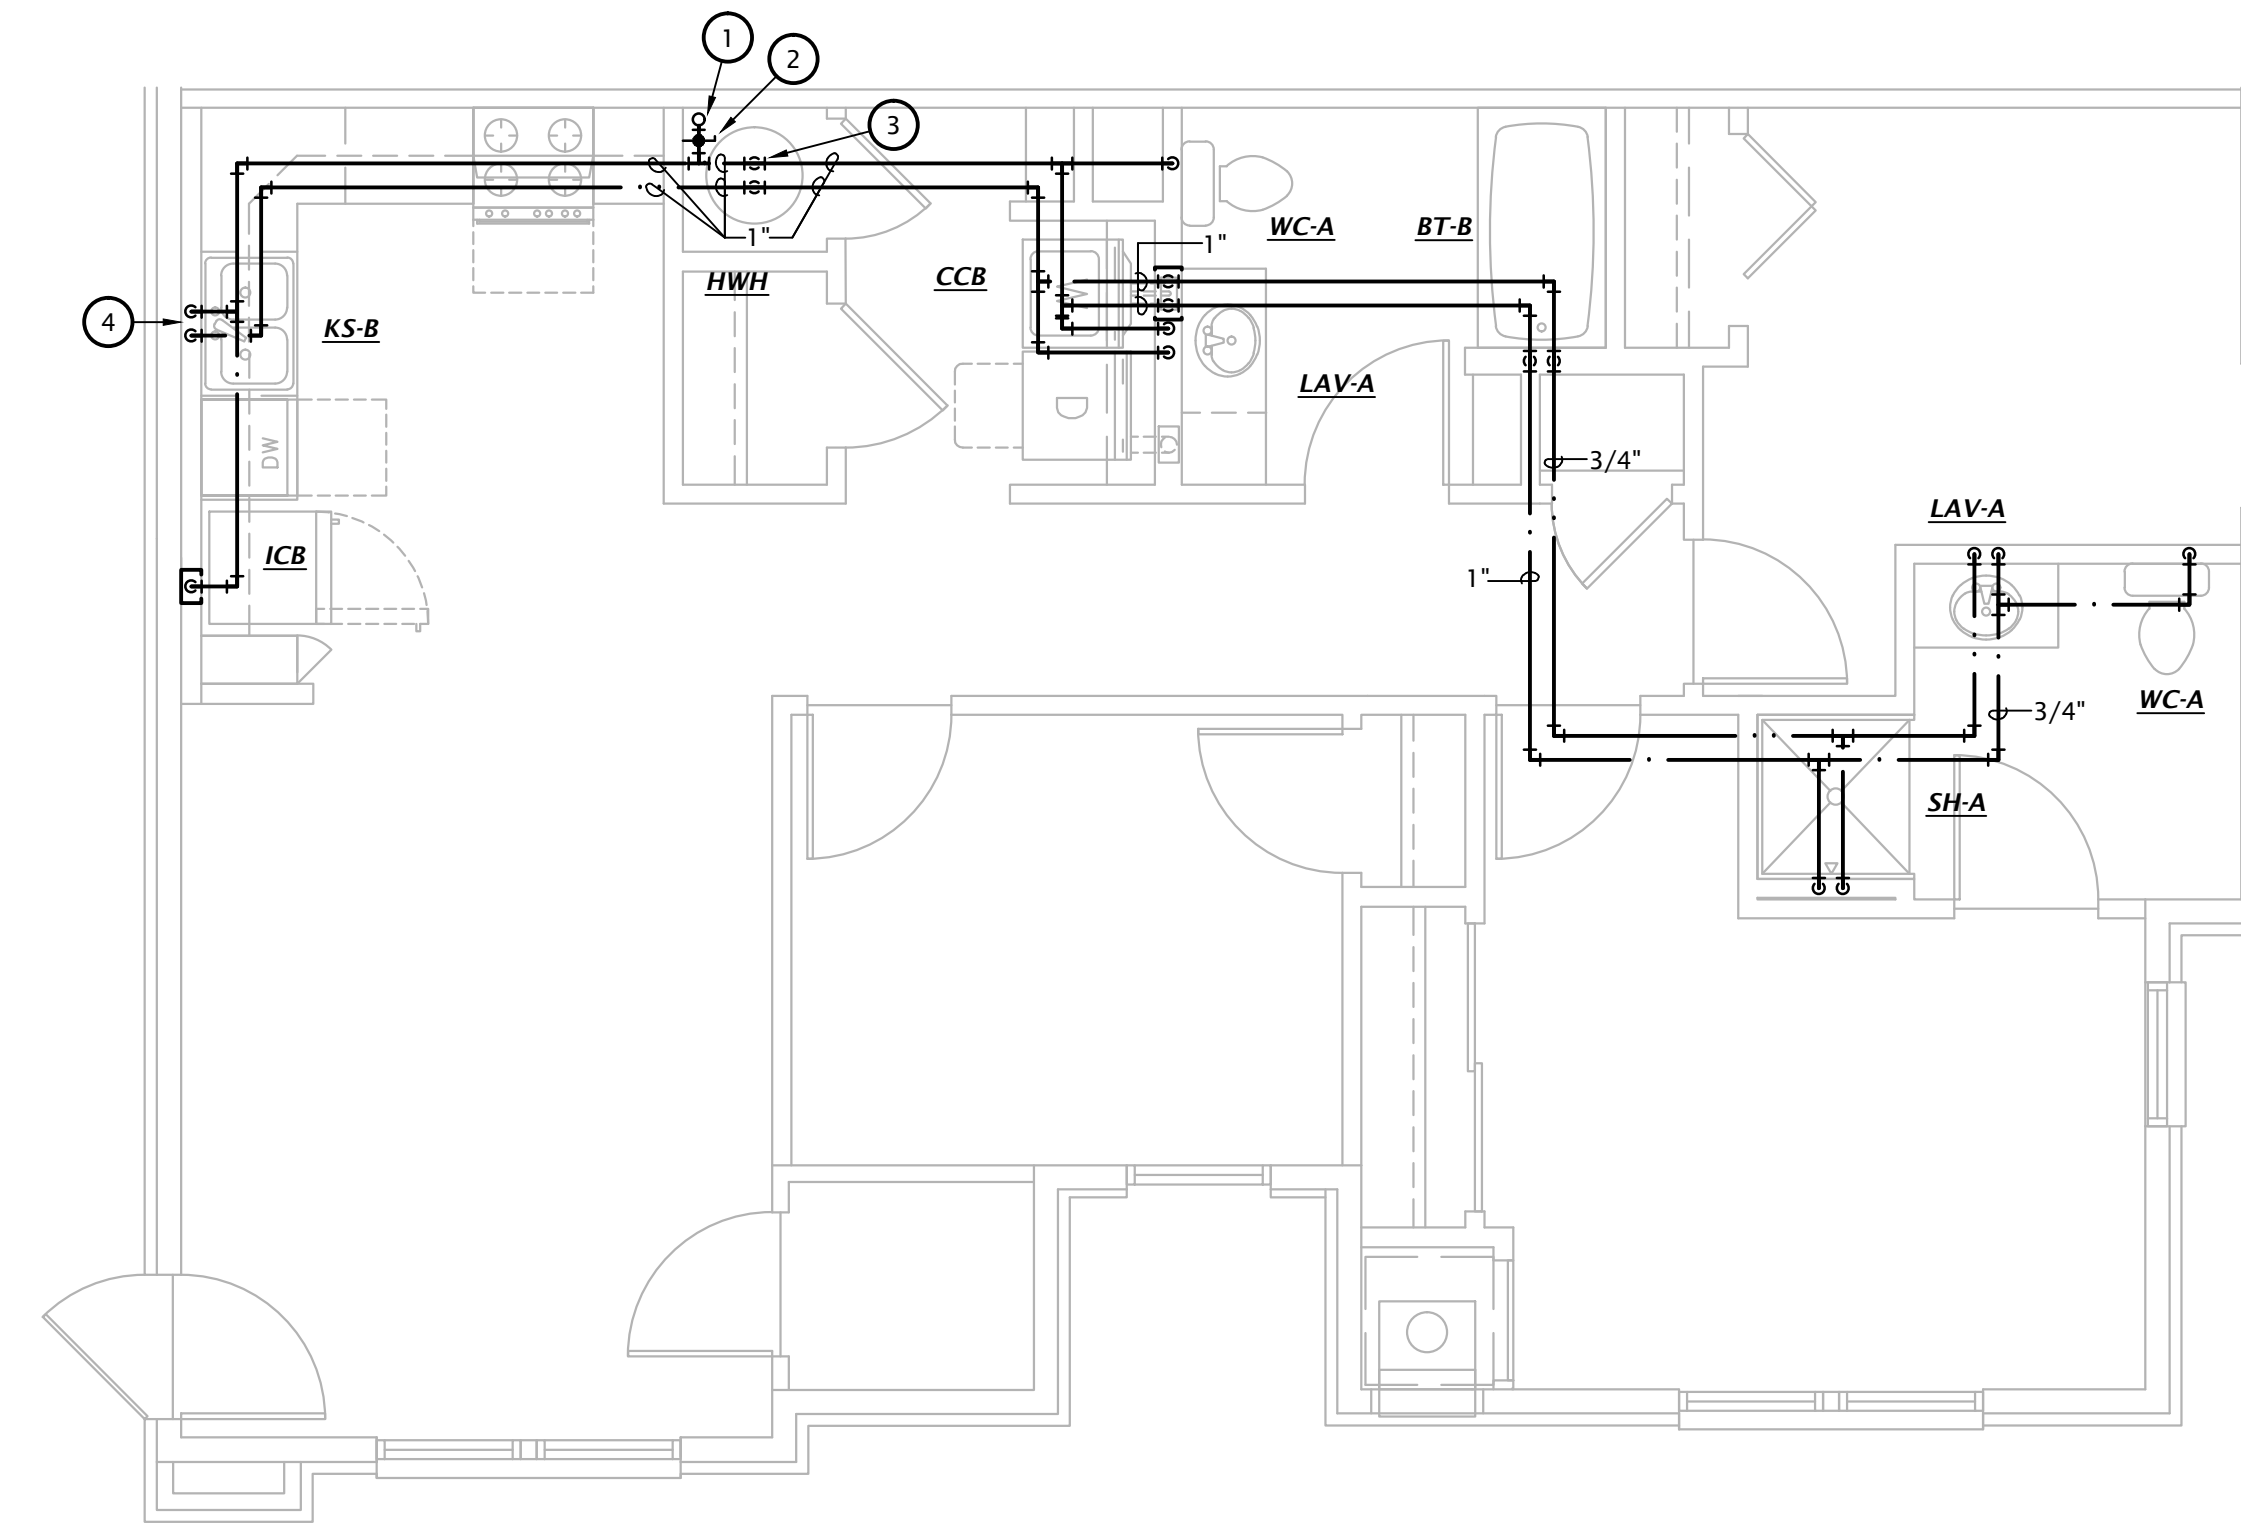 1
2
3
WC-A
BT-B
1"
1"
HWH
CCB
4
KS-B
LAV-A
W
DW
3/4"
LAV-A
ICB
1"
WC-A
3/4"
SH-A